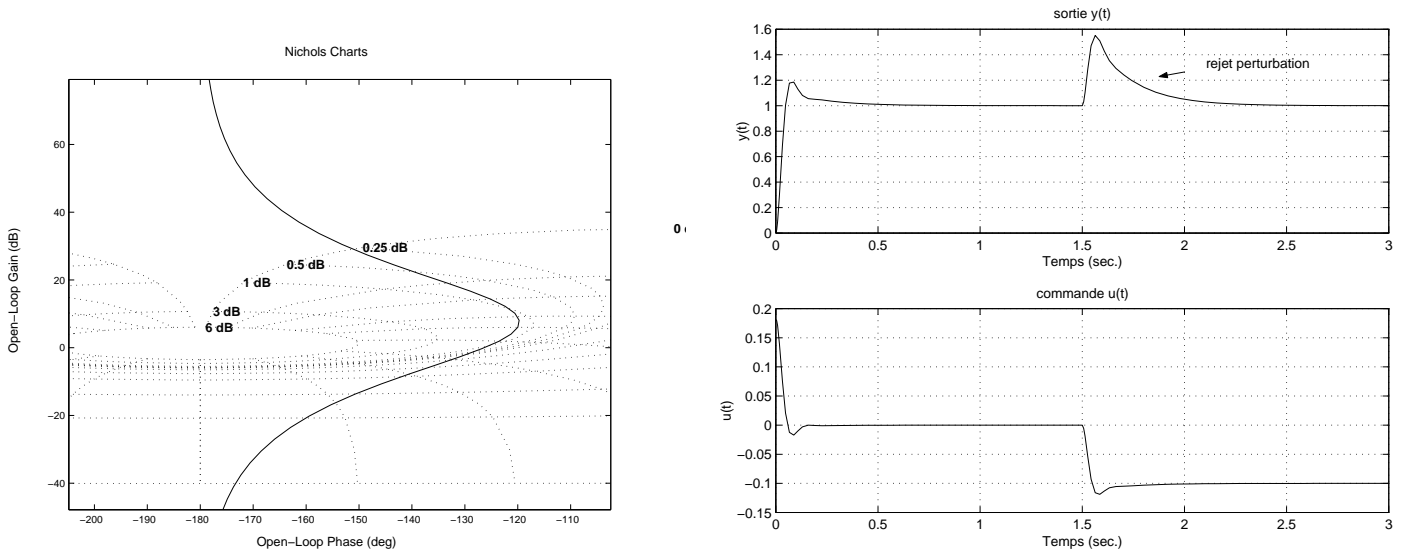 Nichols Charts
Open−Loop Gain (dB)
60
40
20
0
−20
−40
0.25 dB
0.5 dB
1 dB
3 dB
6 dB
0
−200 −190 −180 −170 −160 −150 −140 −130 −120 −110
Open−Loop Phase (deg)
sortie y(t)
y(t)
1.6
1.4
1.2
1
0.8
0.6
0.4
0.2
0
rejet perturbation
0 0.5 1 1.5 2 2.5 3
Temps (sec.)
commande u(t)
u(t)
0.2
0.15
0.1
0.05
0
−0.05
−0.1
−0.15
0 0.5 1 1.5 2 2.5 3
Temps (sec.)